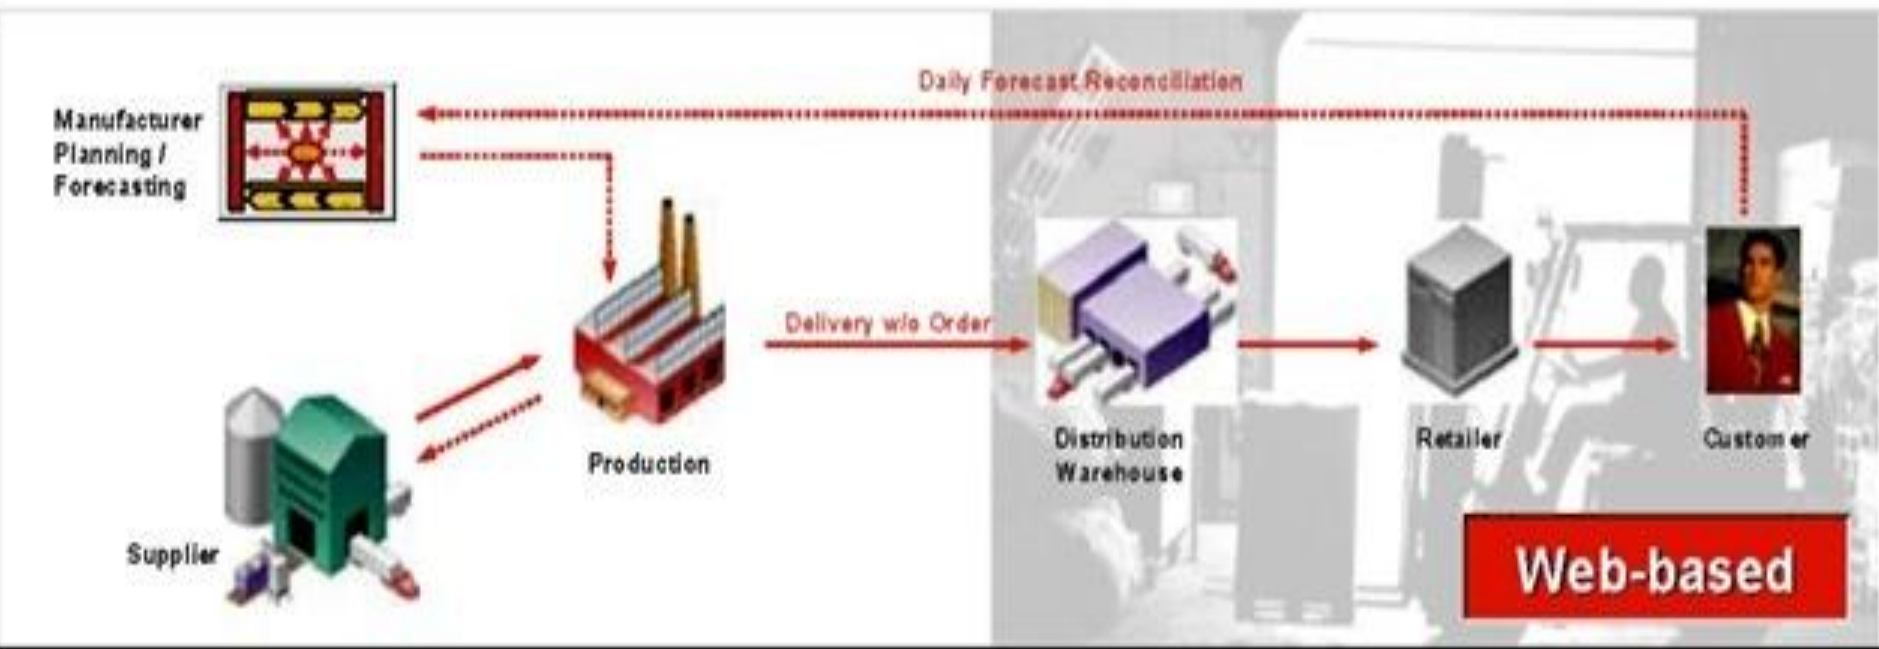 Daily Forecast Reconciliation
Manufacturer
Planning /
Forecasting
Delivery w/o Order
Distribution
Warehouse
Retailer
Customer
Production
Supplier
Web-based